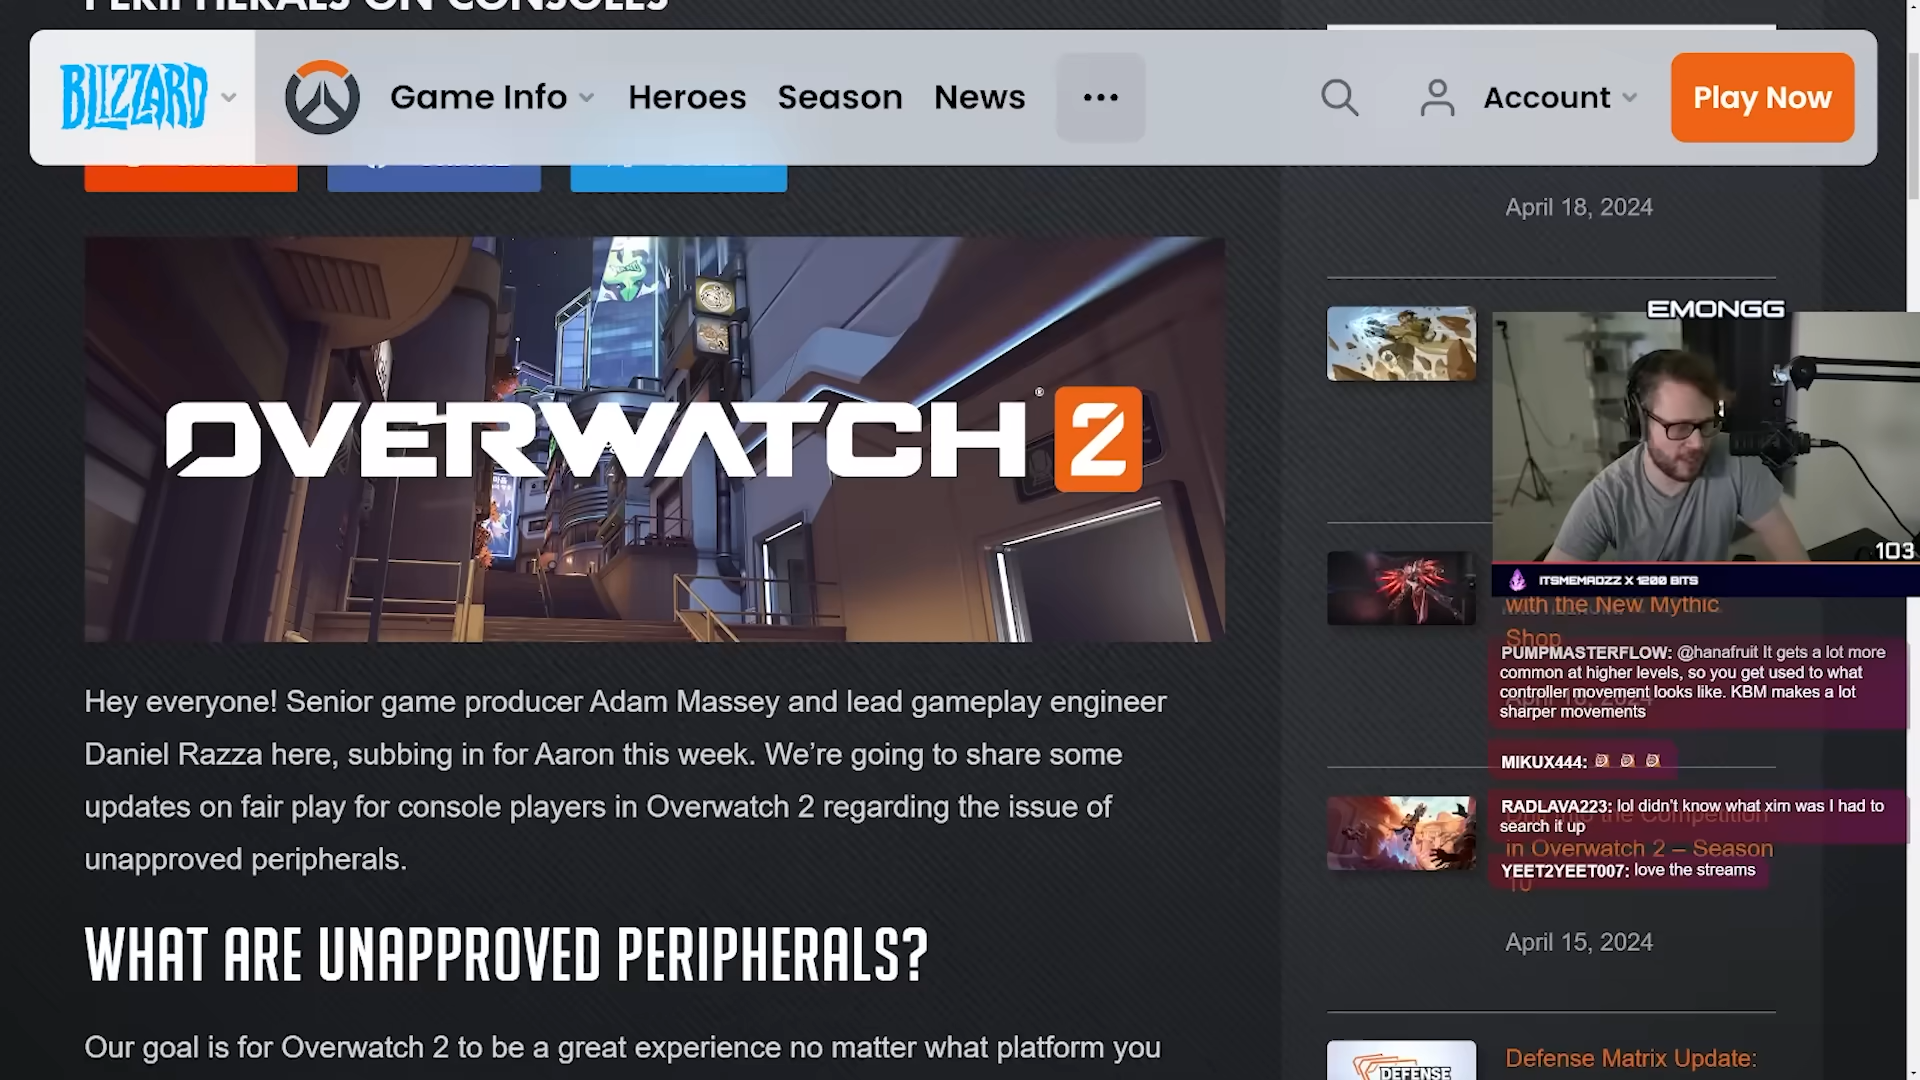 PERIPHERALS ON CONSOLES
BLIZZARD
Game Info
Heroes
Season
News
Account
Play Now
April 18, 2024
OVERWATCH 2
®
EMONGG
103
ITSMEMADZZ X 1200 BITS
with the New Mythic
Shop
PUMPMASTERFLOW: @hanafruit It gets a lot more
common at higher levels, so you get used to what
controller movement looks like. KBM makes a lot
sharper movements
MIKUX444:
RADLAVA223: lol didn't know what xim was I had to
search it up
the Competition
in Overwatch 2 – Season
10
YEET2YEET007: love the streams
April 15, 2024
DEFENSE
Defense Matrix Update:
Hey everyone! Senior game producer Adam Massey and lead gameplay engineer
Daniel Razza here, subbing in for Aaron this week. We’re going to share some
updates on fair play for console players in Overwatch 2 regarding the issue of
unapproved peripherals.
WHAT ARE UNAPPROVED PERIPHERALS?
Our goal is for Overwatch 2 to be a great experience no matter what platform you